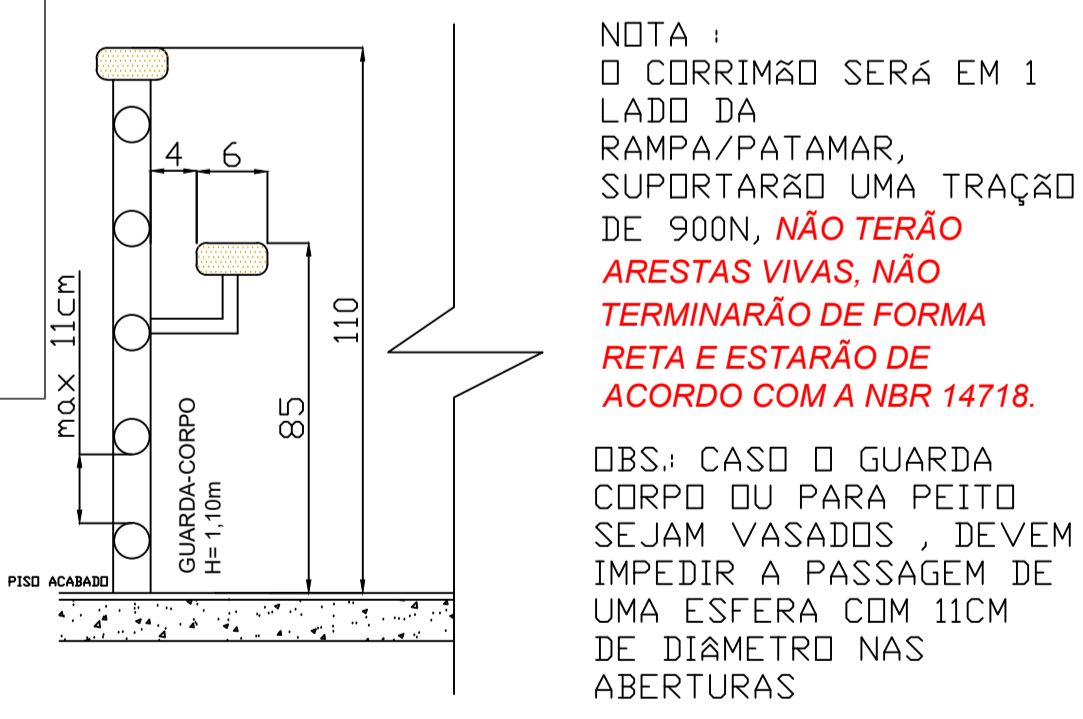 4 6
max 11cm
110
85
GUARDA-CORPO
H= 1,10m
PISO ACABADO
NOTA :
O CORRIMãO SERá EM 1
LADO DA
RAMPA/PATAMAR,
SUPORTARãO UMA TRAÇãO
DE 900N, NÃO TERÃO
ARESTAS VIVAS, NÃO
TERMINARÃO DE FORMA
RETA E ESTARÃO DE
ACORDO COM A NBR 14718.
OBS.: CASO O GUARDA
CORPO OU PARA PEITO
SEJAM VASADOS , DEVEM
IMPEDIR A PASSAGEM DE
UMA ESFERA COM 11CM
DE DIâMETRO NAS
ABERTURAS